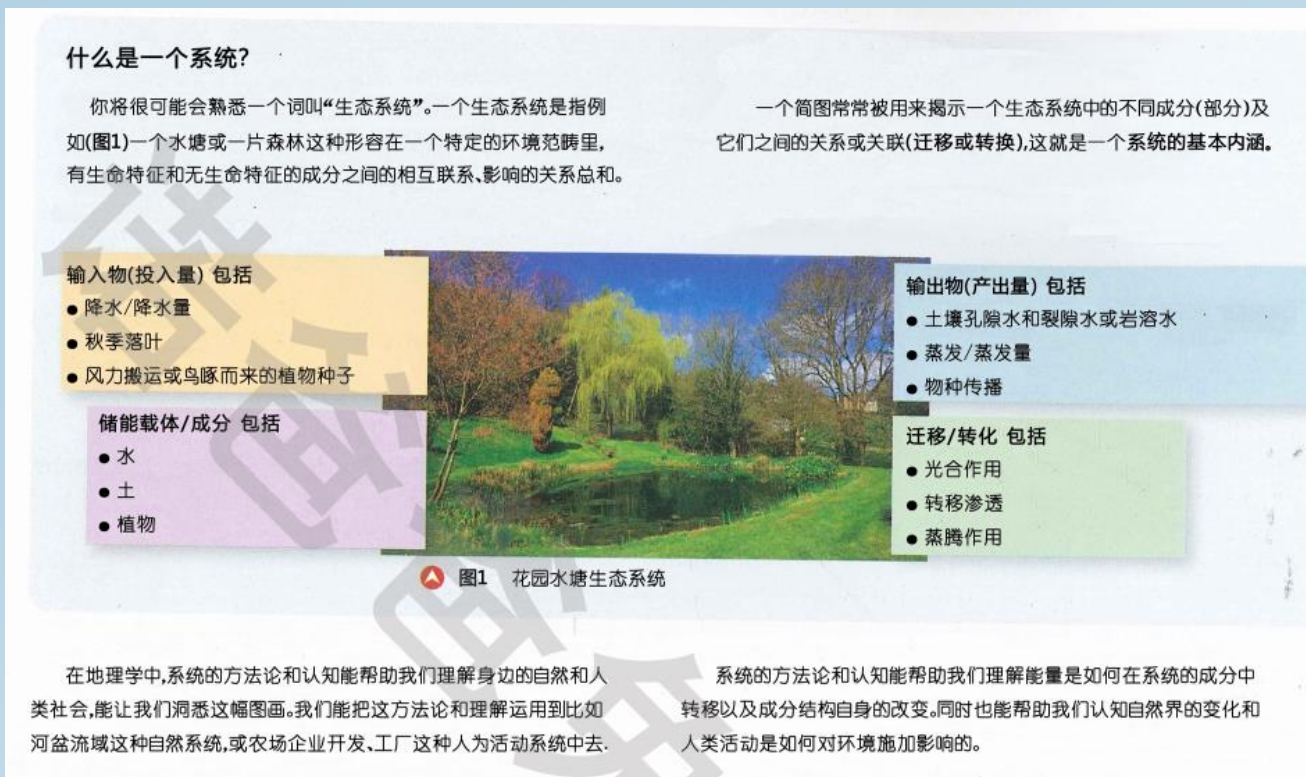 什么是一个系统?
你将很可能会熟悉一个词叫“生态系统”。一个生态系统是指例
如(图1)一个水塘或一片森林这种形容在一个特定的环境范畴里,
有生命特征和无生命特征的成分之间的相互联系、影响的关系总和。
一个简图常常被用来揭示一个生态系统中的不同成分(部分)及
它们之间的关系或关联(迁移或转换),这就是一个系统的基本内涵。
输入物(投入量) 包括
● 降水/降水量
● 秋季落叶
● 风力搬运或鸟啄而来的植物种子
储能载体/成分 包括
● 水
● 土
● 植物
输出物(产出量) 包括
● 土壤孔隙水和裂隙水或岩溶水
● 蒸发/蒸发量
● 物种传播
迁移/转化 包括
● 光合作用
● 转移渗透
● 蒸腾作用
图1 花园水塘生态系统
在地理学中,系统的方法论和认知能帮助我们理解身边的自然和人
类社会,能让我们洞悉这幅图画。我们能把这方法论和理解运用到比如
河盆流域这种自然系统,或农场企业开发、工厂这种人为活动系统中去.
系统的方法论和认知能帮助我们理解能量是如何在系统的成分中
转移以及成分结构自身的改变。同时也能帮助我们认知自然界的变化和
人类活动是如何对环境施加影响的。